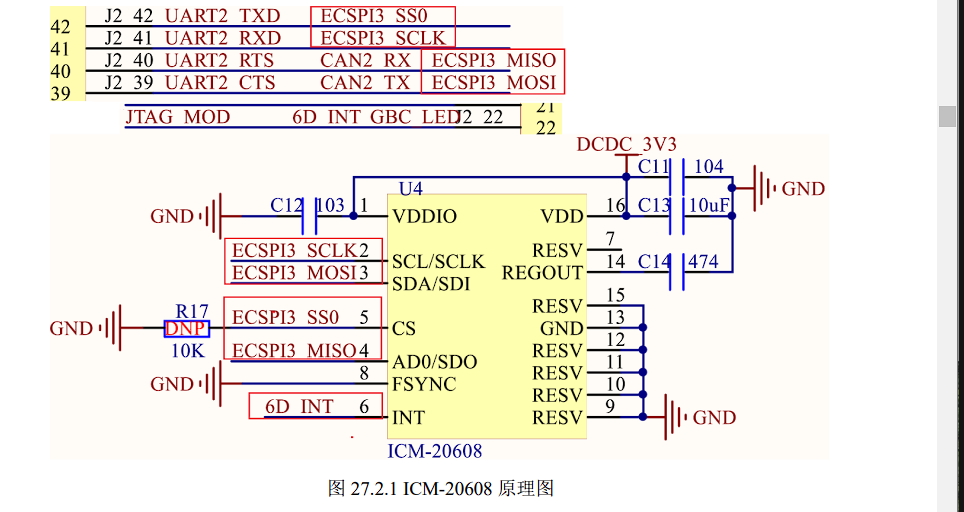 42 J2 42 UART2 TXD ECSPI3 SS0
41 J2 41 UART2 RXD ECSPI3 SCLK
40 J2 40 UART2 RTS CAN2 RX ECSPI3 MISO
39 J2 39 UART2 CTS CAN2 TX ECSPI3 MOSI
21
JTAG MOD 6D INT GBC LED J2 22 22
DCDC_3V3
C11 104
U4
GND
GND C12 103 1 VDDIO VDD 16 C13 10uF
RESV 7
ECSPI3 SCLK 2 SCL/SCLK
REGOUT 14 C14 474
ECSPI3 MOSI 3 SDA/SDI
RESV 15
R17
ECSPI3 SS0 5
GND DNP CS GND 13
10K
ECSPI3 MISO 4 AD0/SDO RESV 12
GND 8 FSYNC RESV 11
RESV 10
6D INT 6 INT RESV 9 GND
ICM-20608
图 27.2.1 ICM-20608 原理图